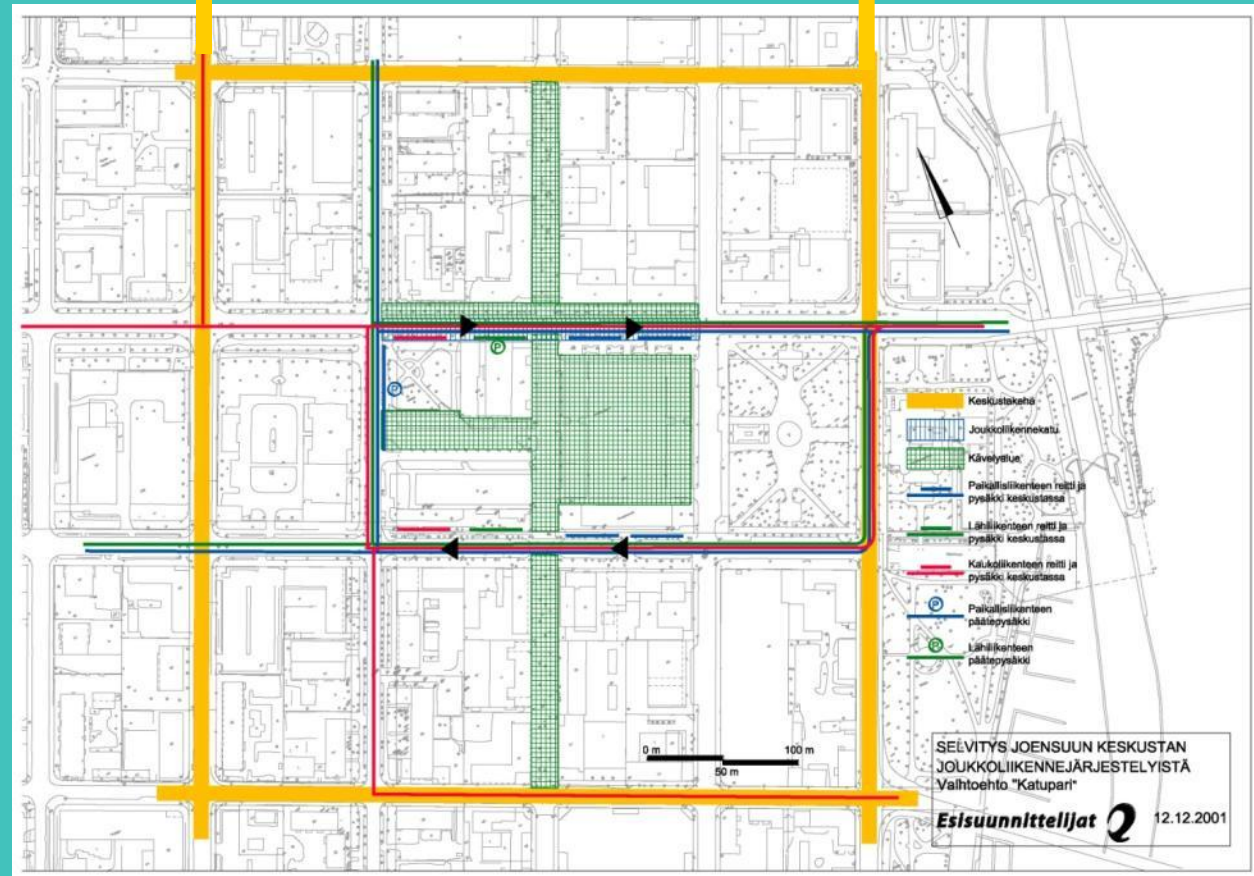 P
P
Keskustakehä
Joukkoliikennekatu
Kävelyalue
Paikallisliikenteen reitti ja
pysäkki keskustassa
Lähiliikenteen reitti ja
pysäkki keskustassa
Kaukoliikenteen reitti ja
pysäkki keskustassa
P
Paikallisliikenteen
päätepysäkki
P
Lähiliikenteen
päätepysäkki
0 m
100 m
50 m
SELVITYS JOENSUUN KESKUSTAN
JOUKKOLIIKENNEJÄRJESTELYISTÄ
Vaihtoehto "Katupari"
Esisuunnittelijat
12.12.2001